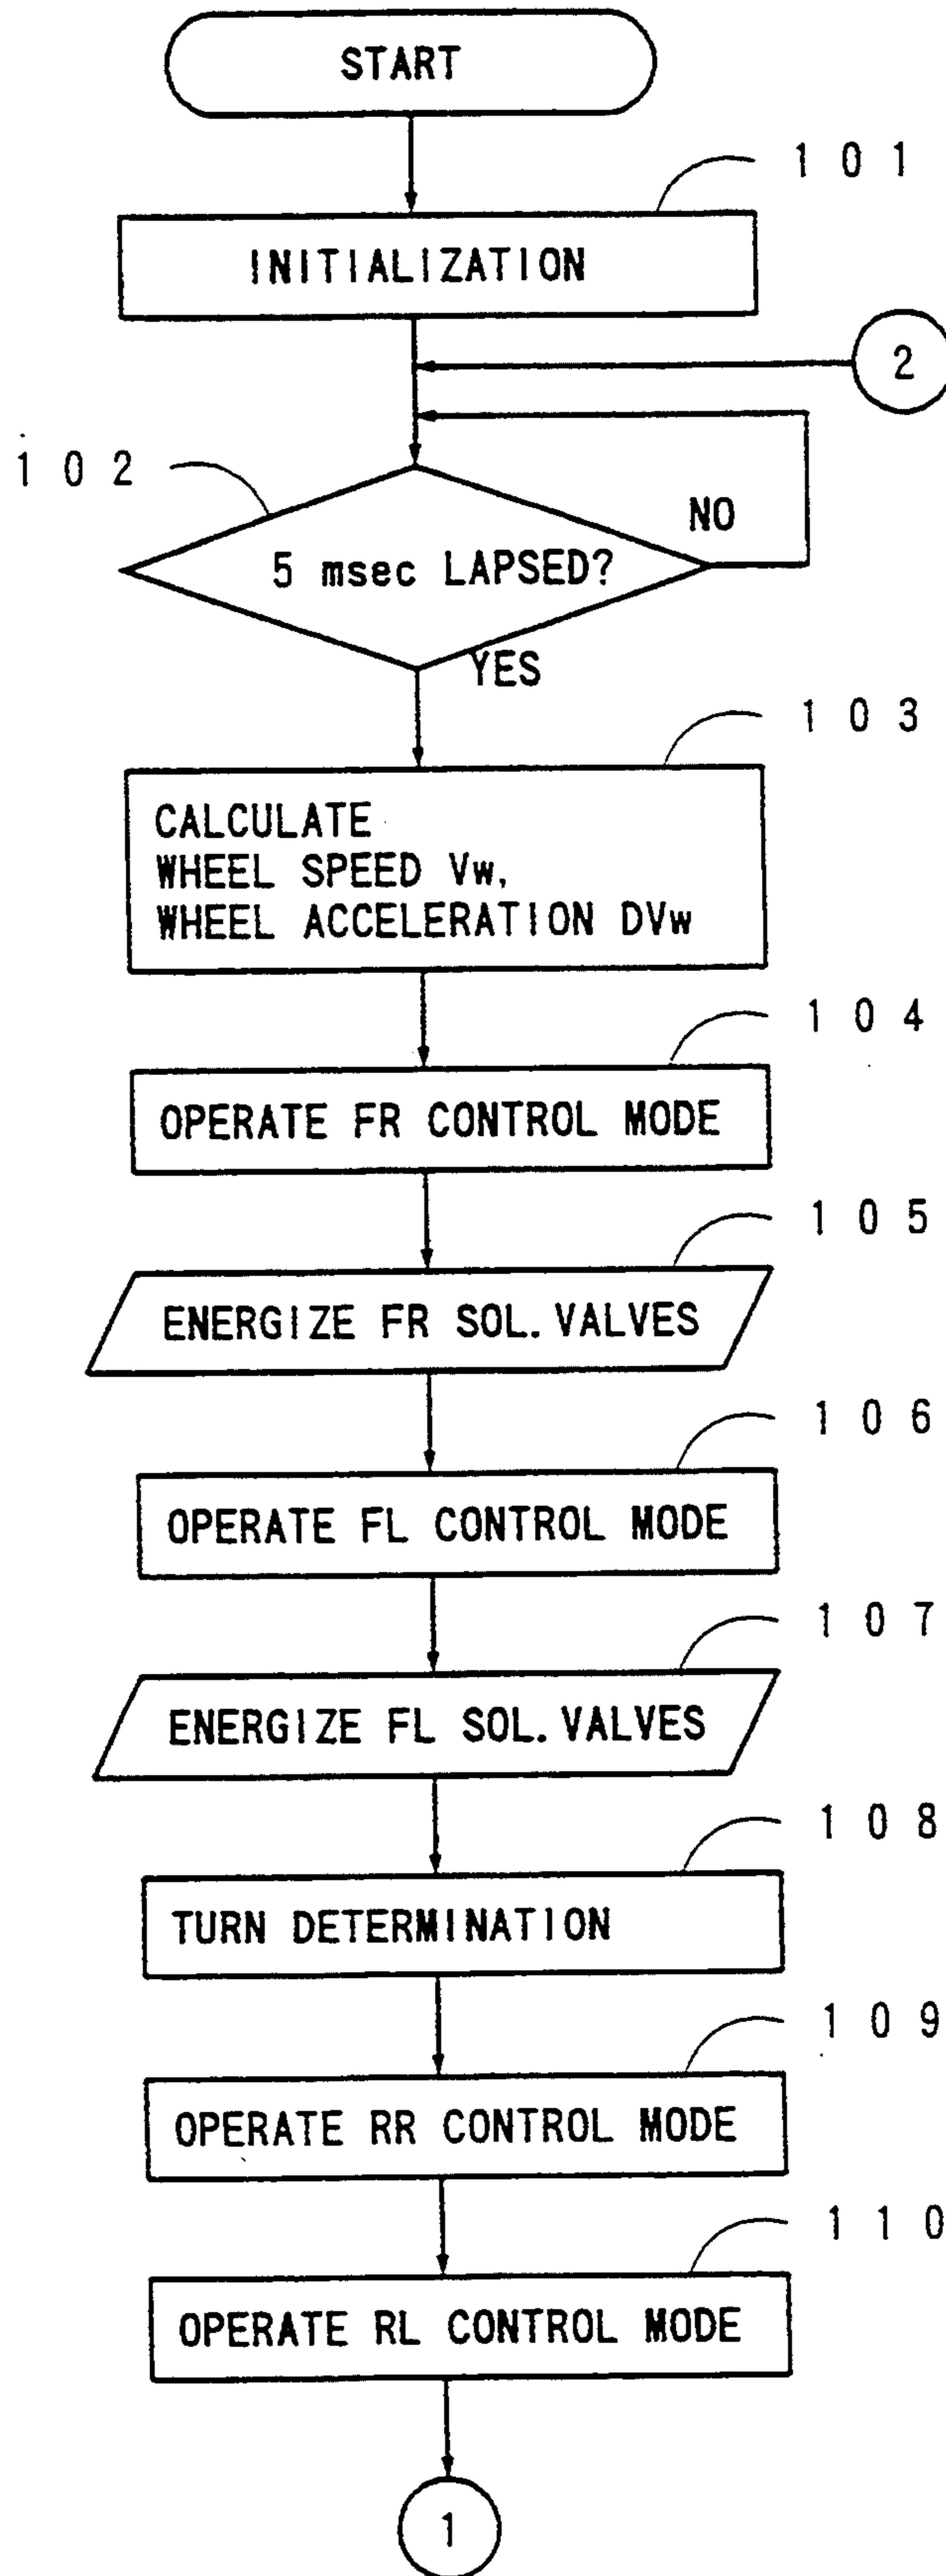 START
101
INITIALIZATION
2
102
NO
5 msec LAPSED?
YES
103
CALCULATE
WHEEL SPEED Vw,
WHEEL ACCELERATION DVw
104
OPERATE FR CONTROL MODE
105
ENERGIZE FR SOL. VALVES
106
OPERATE FL CONTROL MODE
107
ENERGIZE FL SOL. VALVES
108
TURN DETERMINATION
109
OPERATE RR CONTROL MODE
110
OPERATE RL CONTROL MODE
1